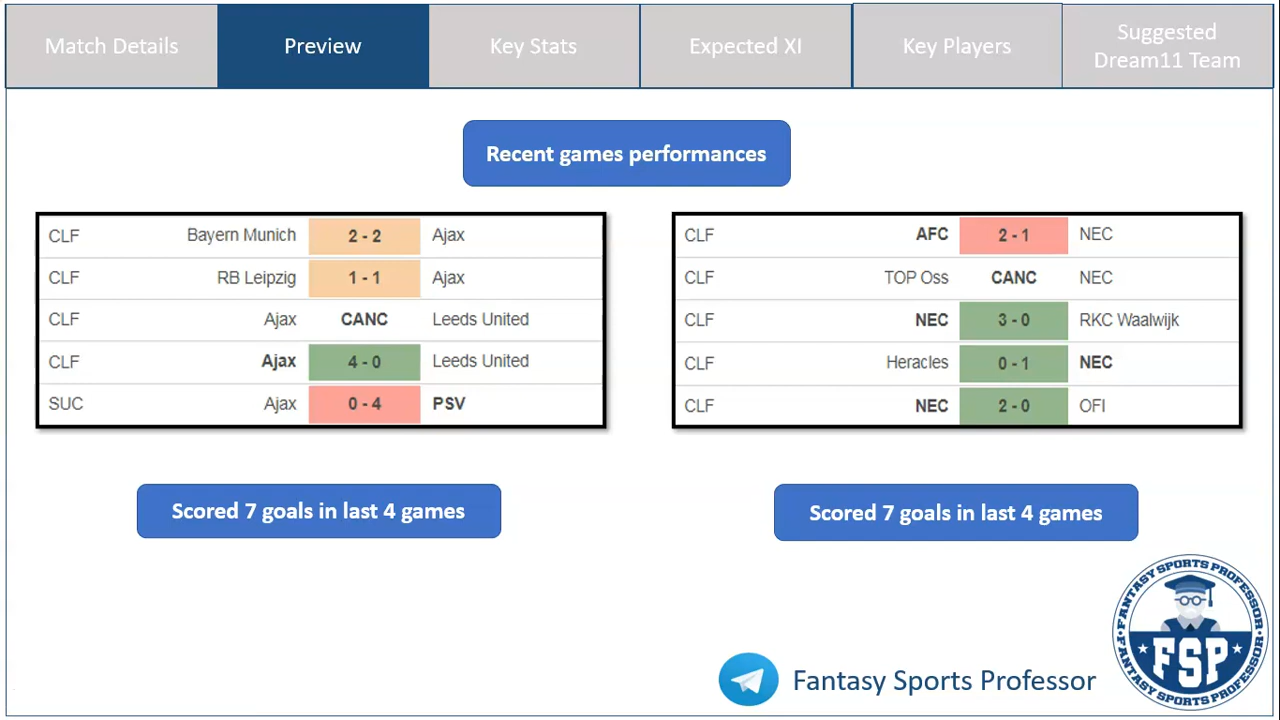 Match Details
Preview
Key Stats
Expected XI
Key Players
Suggested
Dream11 Team
Recent games performances
CLF Bayern Munich 2 - 2 Ajax
CLF RB Leipzig 1 - 1 Ajax
CLF Ajax CANC Leeds United
CLF Ajax 4 - 0 Leeds United
SUC Ajax 0 - 4 PSV
CLF AFC 2 - 1 NEC
CLF TOP Oss CANC NEC
CLF NEC 3 - 0 RKC Waalwijk
CLF Heracles 0 - 1 NEC
CLF NEC 2 - 0 OFI
Scored 7 goals in last 4 games
Scored 7 goals in last 4 games
Fantasy Sports Professor
FANTASY SPORTS PROFESSOR
FSP
FANTASY SPORTS PROFESSOR